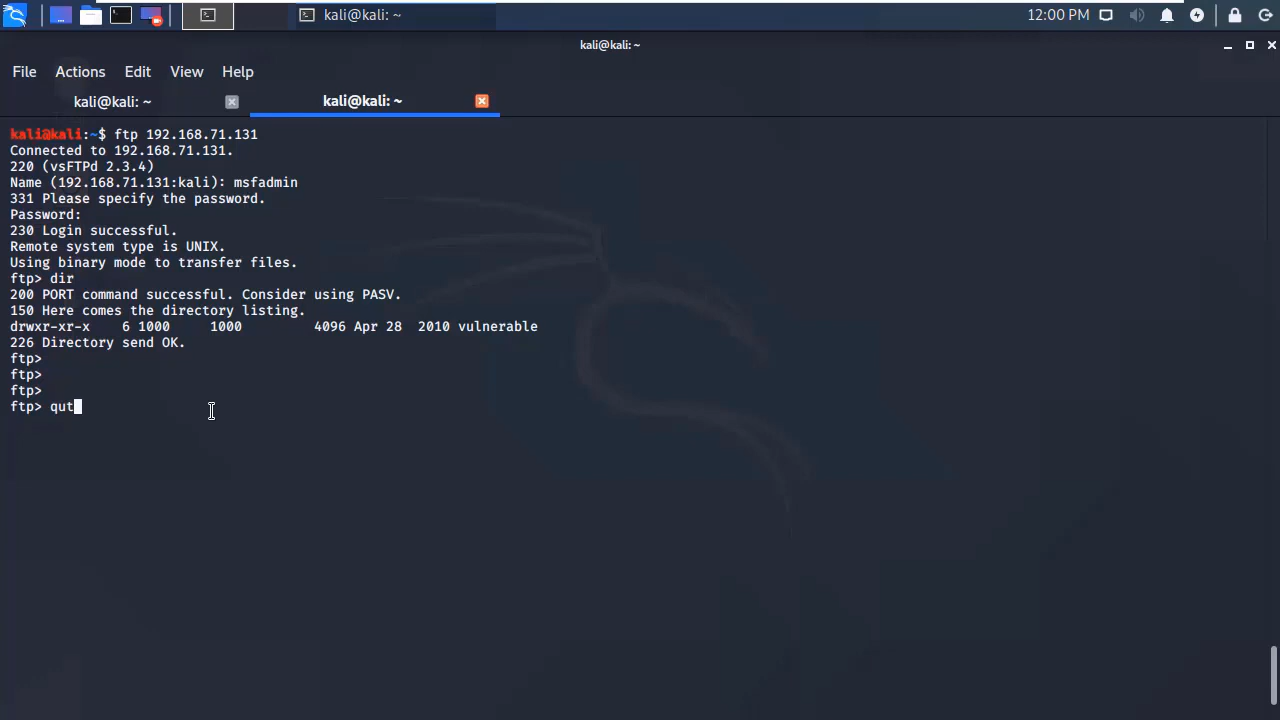 kali@kali: ~
12:00 PM
kali@kali: ~
File Actions Edit View Help
kali@kali: ~
kali@kali: ~
kali@kali:~$ ftp 192.168.71.131
Connected to 192.168.71.131.
220 (vsFTPd 2.3.4)
Name (192.168.71.131:kali): msfadmin
331 Please specify the password.
Password:
230 Login successful.
Remote system type is UNIX.
Using binary mode to transfer files.
ftp> dir
200 PORT command successful. Consider using PASV.
150 Here comes the directory listing.
drwxr-xr-x    6 1000     1000         4096 Apr 28  2010 vulnerable
226 Directory send OK.
ftp>
ftp>
ftp>
ftp> qut